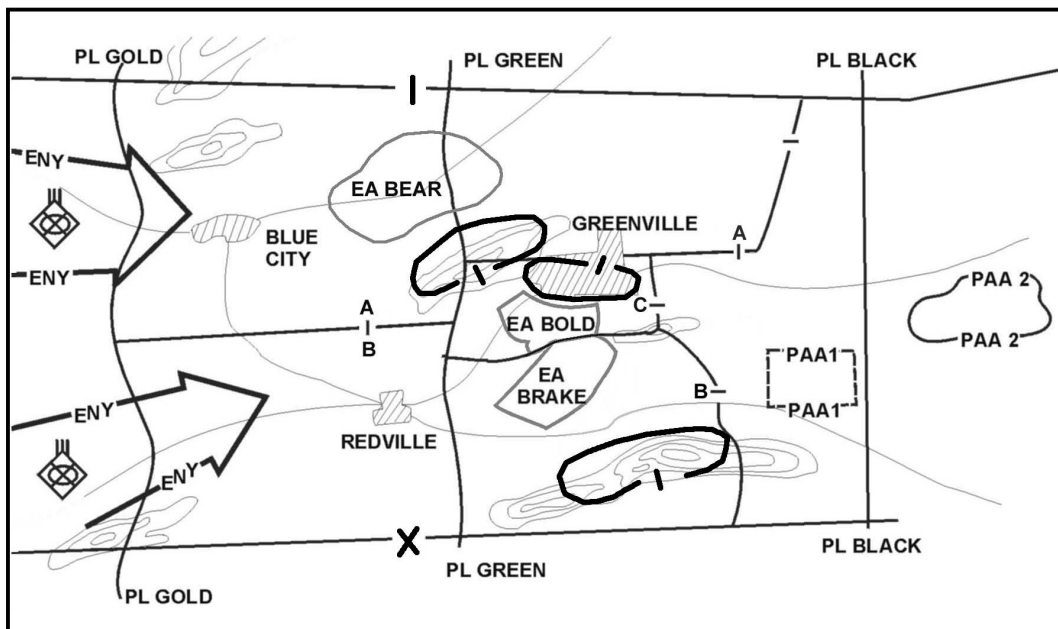 PL GOLD
PL GREEN
PL BLACK
I
ENY
EA BEAR
GREENVILLE
BLUE
CITY
A
I
I
ENY
I
I
PAA 2
C
A
EA BOLD
B
PAA 2
PAA1
EA
BRAKE
ENY
B
PAA1
REDVILLE
ENY
I
X
PL BLACK
PL GREEN
PL GOLD